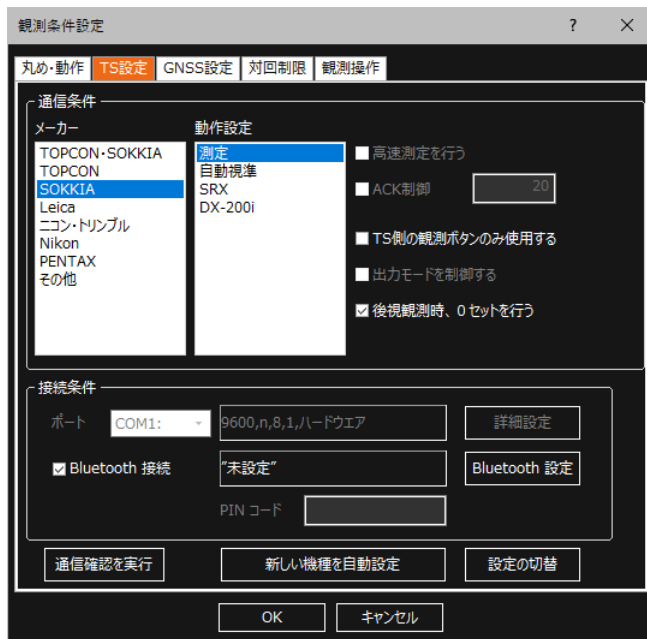 観測条件設定 ? ×
丸め・動作 TS設定 GNSS設定 対回制限 観測操作
通信条件
メーカー 動作設定
TOPCON・SOKKIA
TOPCON
SOKKIA
Leica
ニコン・トリンブル
Nikon
PENTAX
その他
測定
自動視準
SRX
DX-200i
高速測定を行う
ACK制御 20
TS側の観測ボタンのみ使用する
出力モードを制御する
後視観測時、0セットを行う
接続条件
ポート COM1: 9600,n,8,1,ハードウエア 詳細設定
Bluetooth 接続 "未設定" Bluetooth 設定
PIN コード
通信確認を実行 新しい機種を自動設定 設定の切替
OK キャンセル